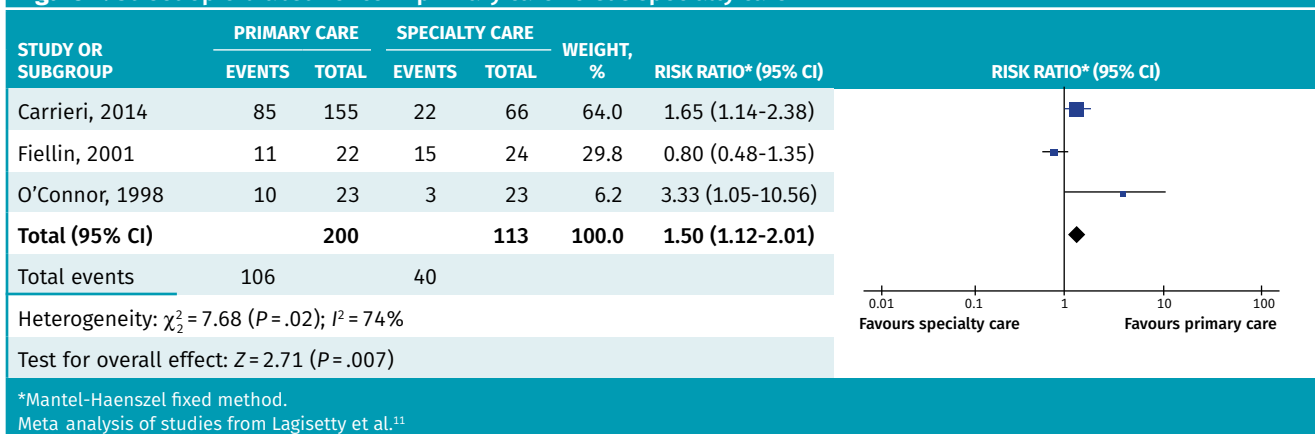 PRIMARY CARE SPECIALTY CARE
STUDY OR SUBGROUP EVENTS TOTAL EVENTS TOTAL WEIGHT, % RISK RATIO* (95% CI) RISK RATIO* (95% CI)
Carrieri, 2014 85 155 22 66 64.0 1.65 (1.14-2.38)
Fiellin, 2001 11 22 15 24 29.8 0.80 (0.48-1.35)
O'Connor, 1998 10 23 3 23 6.2 3.33 (1.05-10.56)
Total (95% CI) 200 113 100.0 1.50 (1.12-2.01)
Total events 106 40
Heterogeneity: χ²₂ = 7.68 (P = .02); I² = 74%
Test for overall effect: Z = 2.71 (P = .007)
0.01 0.1 1 10 100
Favours specialty care Favours primary care
*Mantel-Haenszel fixed method.
Meta analysis of studies from Lagisetty et al.¹¹